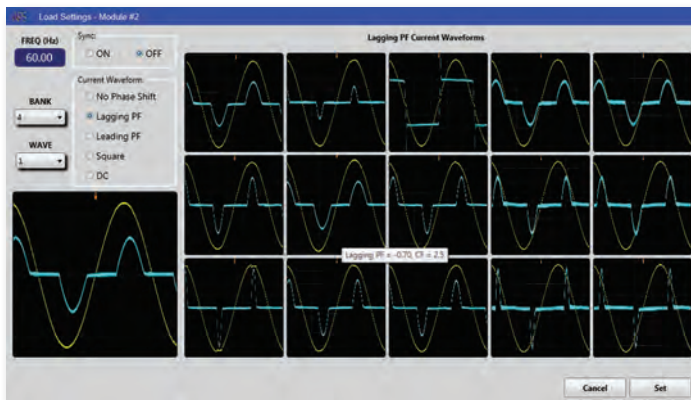 Load Settings - Module #2
FREQ (Hz)
60.00
Sync:
ON
OFF
Lagging PF Current Waveforms
BANK
4
WAVE
1
Current Waveform:
No Phase Shift
Lagging PF
Leading PF
Square
DC
Lagging PF = -0.70, CF = 2.5
Cancel
Set